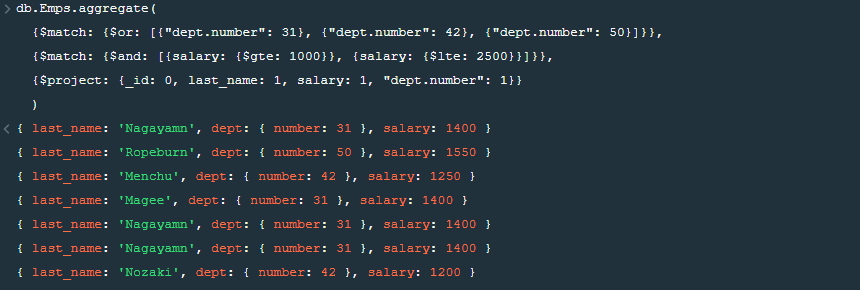 > db.Emps.aggregate(
{$match: {$or: [{"dept.number": 31}, {"dept.number": 42}, {"dept.number": 50}]}},
{$match: {$and: [{salary: {$gte: 1000}}, {salary: {$lte: 2500}}]}},
{$project: {_id: 0, last_name: 1, salary: 1, "dept.number": 1}}
)
< { last_name: 'Nagayamn', dept: { number: 31 }, salary: 1400 }
{ last_name: 'Ropeburn', dept: { number: 50 }, salary: 1550 }
{ last_name: 'Menchu', dept: { number: 42 }, salary: 1250 }
{ last_name: 'Magee', dept: { number: 31 }, salary: 1400 }
{ last_name: 'Nagayamn', dept: { number: 31 }, salary: 1400 }
{ last_name: 'Nagayamn', dept: { number: 31 }, salary: 1400 }
{ last_name: 'Nozaki', dept: { number: 42 }, salary: 1200 }